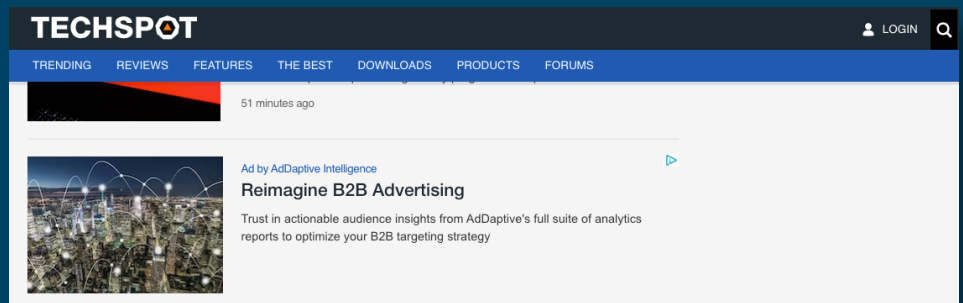 TECHSPOT
LOGIN
TRENDING REVIEWS FEATURES THE BEST DOWNLOADS PRODUCTS FORUMS
51 minutes ago
Ad by AdDaptive Intelligence
Reimagine B2B Advertising
Trust in actionable audience insights from AdDaptive's full suite of analytics
reports to optimize your B2B targeting strategy